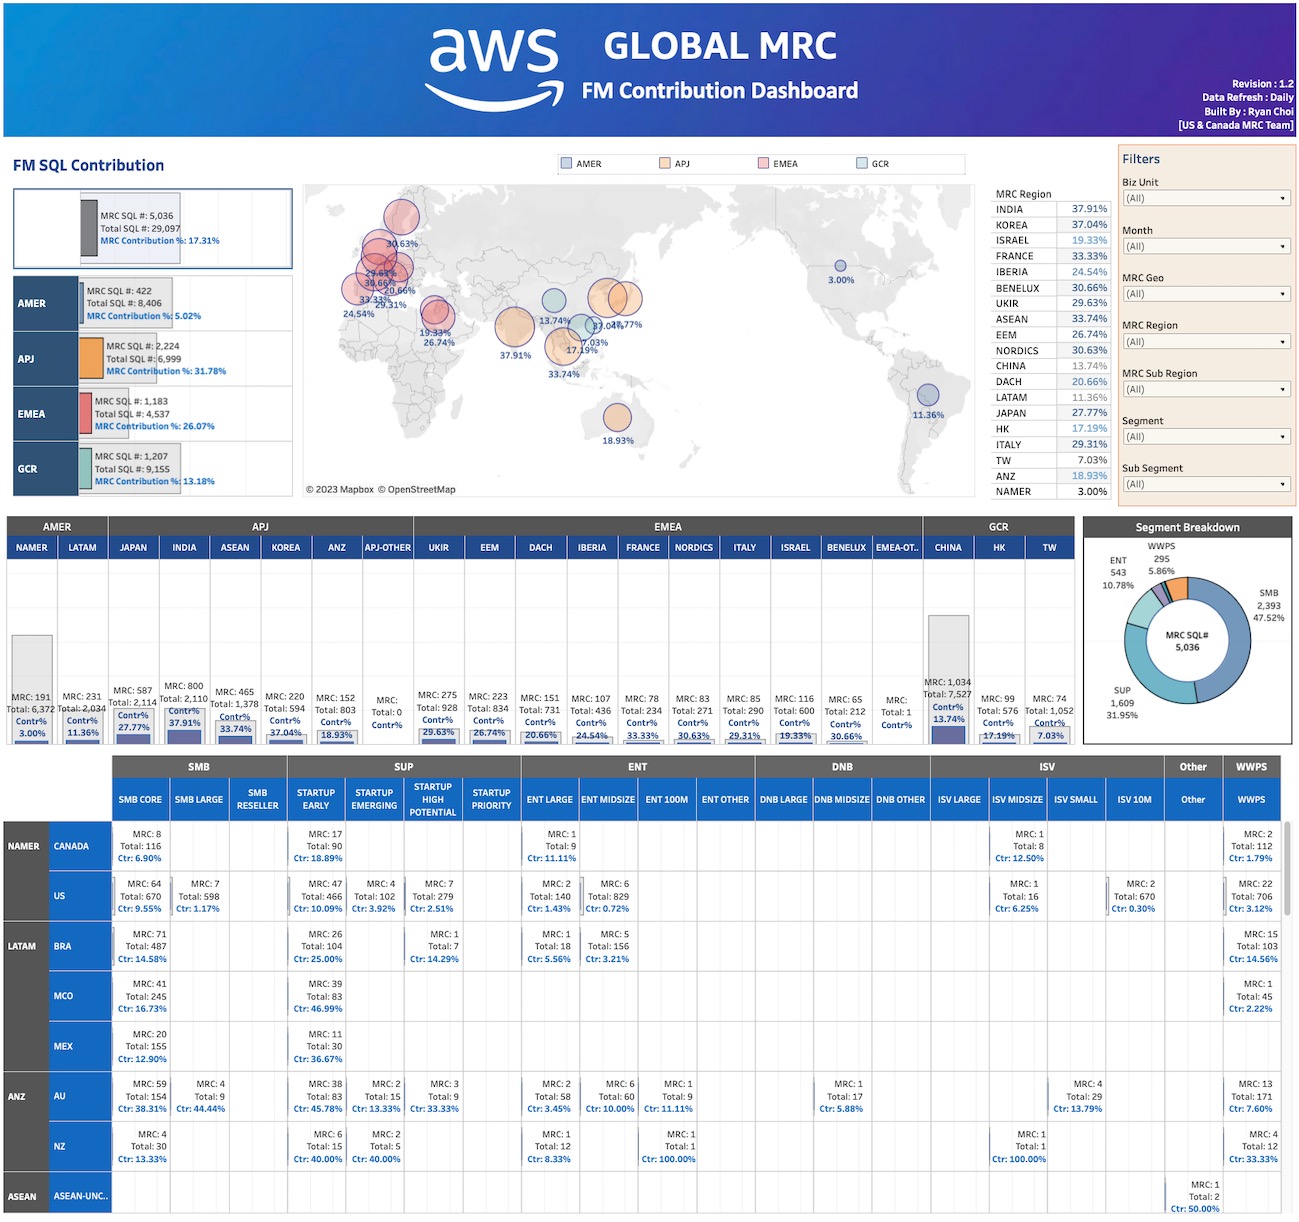 aws
GLOBAL MRC
FM Contribution Dashboard
Revision : 1.2
Data Refresh : Daily
Built By : Ryan Choi
[US & Canada MRC Team]
FM SQL Contribution
MRC SQL #: 5,036
Total SQL #: 29,097
MRC Contribution %: 17.31%
AMER
MRC SQL #: 422
Total SQL #: 8,406
MRC Contribution %: 5.02%
APJ
MRC SQL #: 2,224
Total SQL #: 6,999
MRC Contribution %: 31.78%
EMEA
MRC SQL #: 1,183
Total SQL #: 4,537
MRC Contribution %: 26.07%
GCR
MRC SQL #: 1,207
Total SQL #: 9,155
MRC Contribution %: 13.18%
AMER APJ EMEA GCR
30.63%
29.63%
30.66%
20.66%
33.33%
29.31%
24.54%
19.33%
26.74%
37.91%
13.74%
37.04%
27.77%
7.03%
17.19%
33.74%
18.93%
3.00%
11.36%
© 2023 Mapbox © OpenStreetMap
MRC Region
INDIA 37.91%
KOREA 37.04%
ISRAEL 19.33%
FRANCE 33.33%
IBERIA 24.54%
BENELUX 30.66%
UKIR 29.63%
ASEAN 33.74%
EEM 26.74%
NORDICS 30.63%
CHINA 13.74%
DACH 20.66%
LATAM 11.36%
JAPAN 27.77%
HK 17.19%
ITALY 29.31%
TW 7.03%
ANZ 18.93%
NAMER 3.00%
Filters
Biz Unit
(All)
Month
(All)
MRC Geo
(All)
MRC Region
(All)
MRC Sub Region
(All)
Segment
(All)
Sub Segment
(All)
AMER APJ EMEA GCR
NAMER LATAM JAPAN INDIA ASEAN KOREA ANZ APJ-OTHER UKIR EEM DACH IBERIA FRANCE NORDICS ITALY ISRAEL BENELUX EMEA-OT.. CHINA HK TW
MRC: 191
Total: 6,372
3.00%
MRC: 231
Total: 2,034
Contr%
11.36%
MRC: 587
Total: 2,114
Contr%
27.77%
MRC: 800
Total: 2,110
Contr%
37.91%
MRC: 465
Total: 1,378
Contr%
33.74%
MRC: 220
Total: 594
Contr%
37.04%
MRC: 152
Total: 803
Contr%
18.93%
MRC:
Total: 0
Contr%
MRC: 275
Total: 928
Contr%
29.63%
MRC: 223
Total: 834
Contr%
26.74%
MRC: 151
Total: 731
Contr%
20.66%
MRC: 107
Total: 436
Contr%
24.54%
MRC: 78
Total: 234
Contr%
33.33%
MRC: 83
Total: 271
Contr%
30.63%
MRC: 85
Total: 290
Contr%
29.31%
MRC: 116
Total: 600
Contr%
19.33%
MRC: 65
Total: 212
Contr%
30.66%
MRC:
Total: 1
Contr%
MRC: 1,034
Total: 7,527
Contr%
13.74%
MRC: 99
Total: 576
Contr%
17.19%
MRC: 74
Total: 1,052
Contr%
7.03%
Segment Breakdown
WWPS
295
5.86%
ENT
543
10.78%
SMB
2,393
47.52%
MRC SQL#
5,036
SUP
1,609
31.95%
SMB SUP ENT DNB ISV Other WWPS
SMB CORE SMB LARGE SMB RESELLER STARTUP EARLY STARTUP EMERGING STARTUP HIGH POTENTIAL STARTUP PRIORITY ENT LARGE ENT MIDSIZE ENT 100M ENT OTHER DNB LARGE DNB MIDSIZE DNB OTHER ISV LARGE ISV MIDSIZE ISV SMALL ISV 10M Other WWPS
NAMER CANADA
MRC: 8 MRC: 17 MRC: 1 MRC: 1 MRC: 2
Total: 116 Total: 90 Total: 9 Total: 8 Total: 112
Ctr: 6.90% Ctr: 18.89% Ctr: 11.11% Ctr: 12.50% Ctr: 1.79%
US
MRC: 64 MRC: 7 MRC: 47 MRC: 4 MRC: 7 MRC: 2 MRC: 6 MRC: 1 MRC: 2 MRC: 22
Total: 670 Total: 598 Total: 466 Total: 102 Total: 279 Total: 140 Total: 829 Total: 16 Total: 670 Total: 706
Ctr: 9.55% Ctr: 1.17% Ctr: 10.09% Ctr: 3.92% Ctr: 2.51% Ctr: 1.43% Ctr: 0.72% Ctr: 6.25% Ctr: 0.30% Ctr: 3.12%
LATAM BRA
MRC: 71 MRC: 26 MRC: 1 MRC: 1 MRC: 5 MRC: 15
Total: 487 Total: 104 Total: 7 Total: 18 Total: 156 Total: 103
Ctr: 14.58% Ctr: 25.00% Ctr: 14.29% Ctr: 5.56% Ctr: 3.21% Ctr: 14.56%
MCO
MRC: 41 MRC: 39 MRC: 1
Total: 245 Total: 83 Total: 45
Ctr: 16.73% Ctr: 46.99% Ctr: 2.22%
MEX
MRC: 20 MRC: 11
Total: 155 Total: 30
Ctr: 12.90% Ctr: 36.67%
ANZ AU
MRC: 59 MRC: 4 MRC: 38 MRC: 2 MRC: 3 MRC: 2 MRC: 6 MRC: 1 MRC: 1 MRC: 4 MRC: 13
Total: 154 Total: 9 Total: 83 Total: 15 Total: 9 Total: 58 Total: 60 Total: 9 Total: 17 Total: 29 Total: 171
Ctr: 38.31% Ctr: 44.44% Ctr: 45.78% Ctr: 13.33% Ctr: 33.33% Ctr: 3.45% Ctr: 10.00% Ctr: 11.11% Ctr: 5.88% Ctr: 13.79% Ctr: 7.60%
NZ
MRC: 4 MRC: 6 MRC: 2 MRC: 1 MRC: 1 MRC: 1 MRC: 4
Total: 30 Total: 15 Total: 5 Total: 12 Total: 1 Total: 1 Total: 12
Ctr: 13.33% Ctr: 40.00% Ctr: 40.00% Ctr: 8.33% Ctr: 100.00% Ctr: 100.00% Ctr: 33.33%
ASEAN ASEAN-UNC..
MRC: 1
Total: 2
Ctr: 50.00%